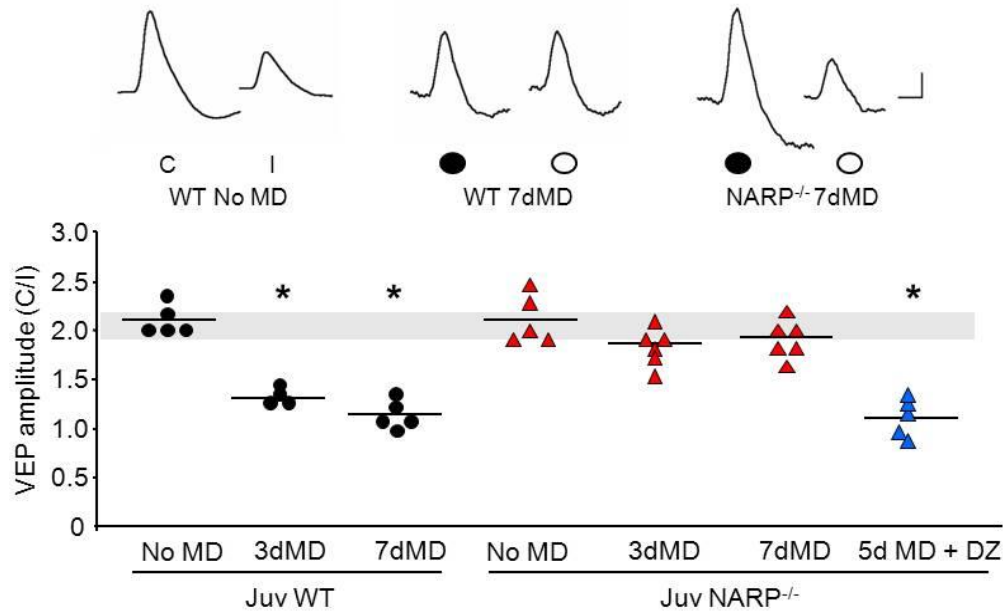 C I
WT No MD WT 7dMD NARP-/- 7dMD
VEP amplitude (C/I)
3.0
2.5
* * *
2.0
1.5
1.0
0.5
0
No MD 3dMD 7dMD No MD 3dMD 7dMD 5d MD + DZ
Juv WT Juv NARP-/-